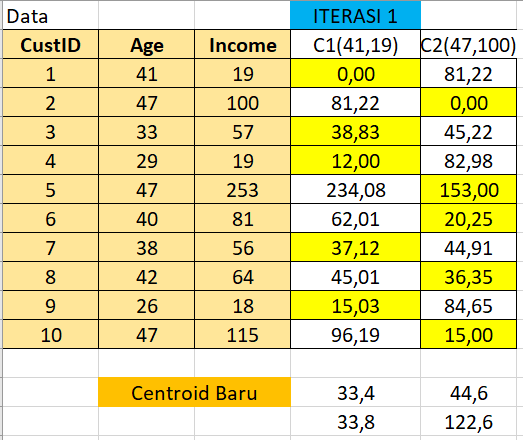 Data ITERASI 1
CustID Age Income C1(41,19) C2(47,100)
1 41 19 0,00 81,22
2 47 100 81,22 0,00
3 33 57 38,83 45,22
4 29 19 12,00 82,98
5 47 253 234,08 153,00
6 40 81 62,01 20,25
7 38 56 37,12 44,91
8 42 64 45,01 36,35
9 26 18 15,03 84,65
10 47 115 96,19 15,00
Centroid Baru 33,4 44,6
33,8 122,6